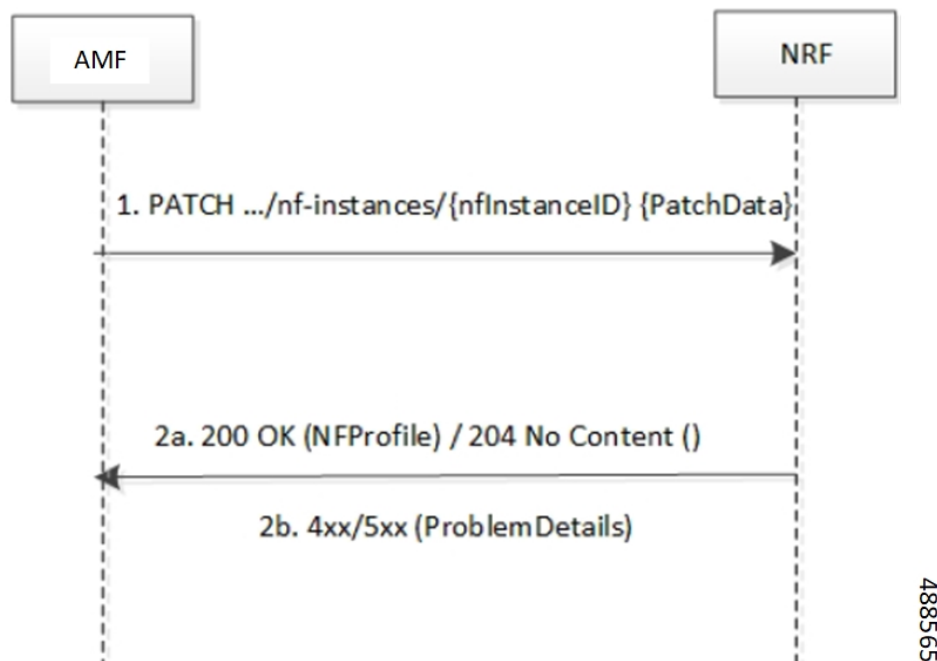 AMF
NRF
1. PATCH .../nf-instances/{nfInstanceID} {PatchData}
2a. 200 OK (NFProfile) / 204 No Content ()
2b. 4xx/5xx (ProblemDetails)
488565